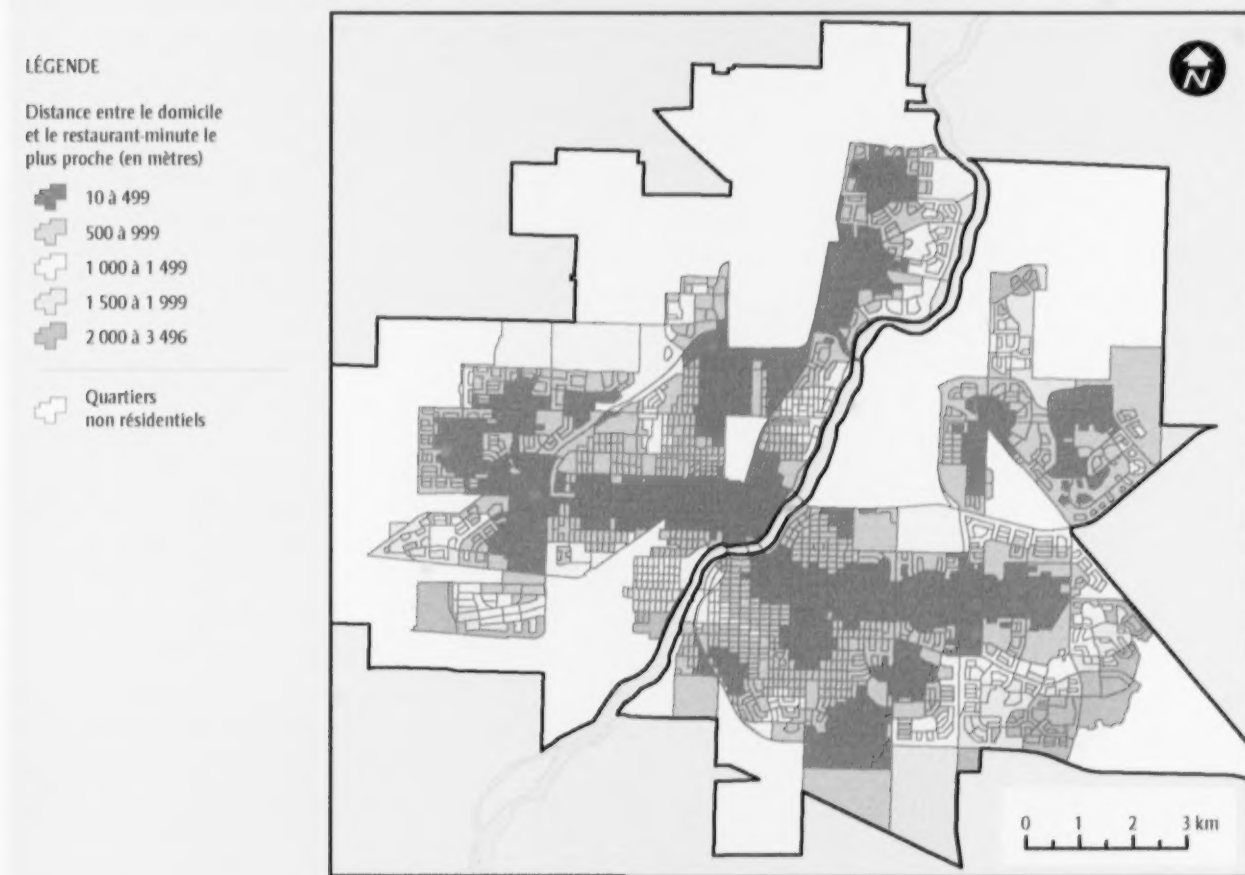 LÉGENDE
Distance entre le domicile
et le restaurant-minute le
plus proche (en mètres)
10 à 499
500 à 999
1 000 à 1 499
1 500 à 1 999
2 000 à 3 496
Quartiers
non résidentiels
N
0 1 2 3 km